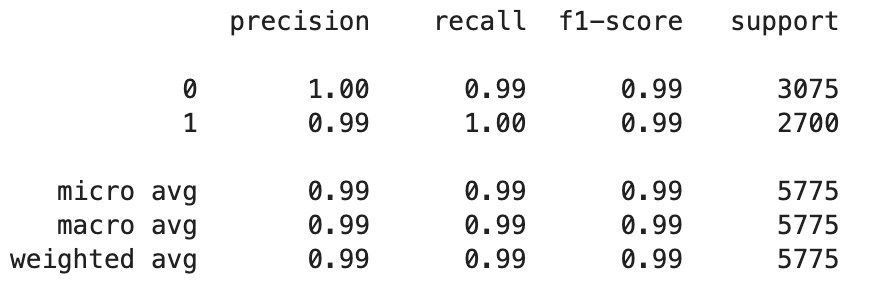 precision recall f1-score support
0 1.00 0.99 0.99 3075
1 0.99 1.00 0.99 2700
micro avg 0.99 0.99 0.99 5775
macro avg 0.99 0.99 0.99 5775
weighted avg 0.99 0.99 0.99 5775